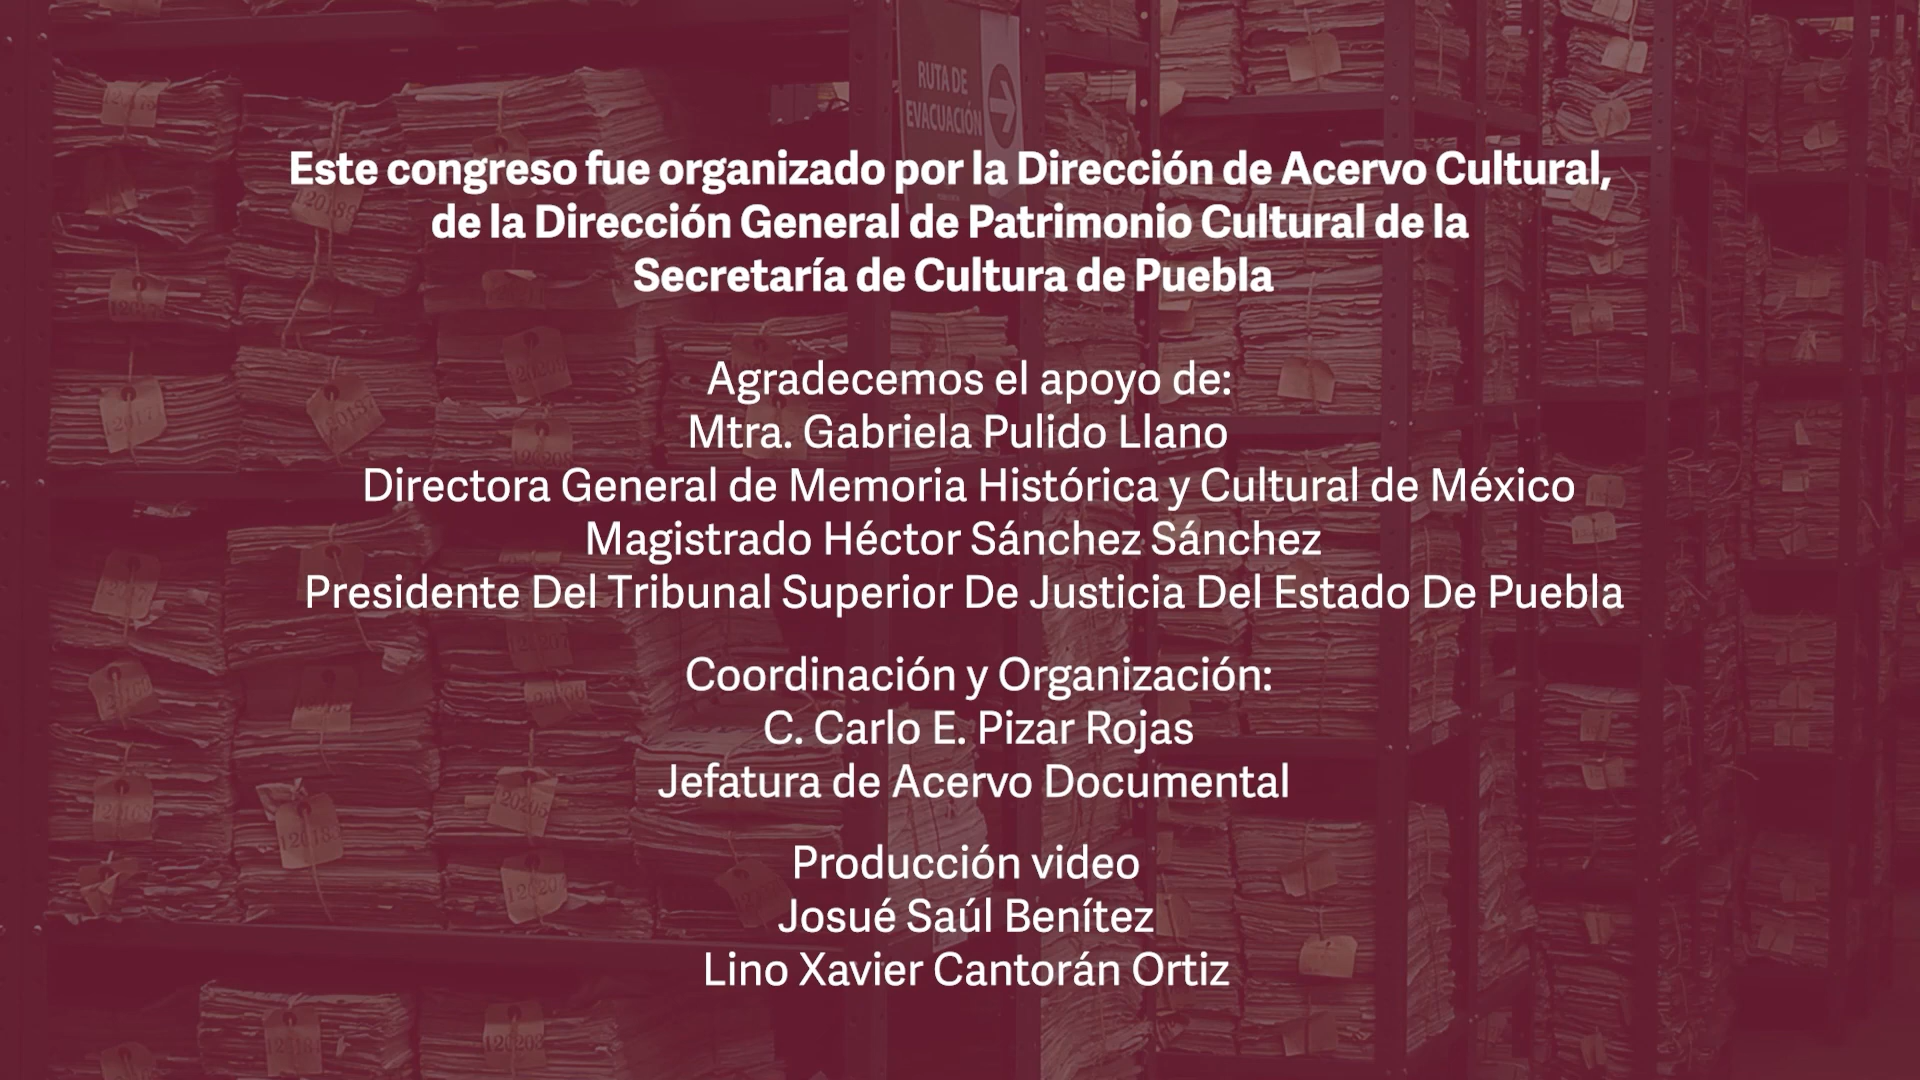 RUTA DE
EVACUACIÓN
Este congreso fue organizado por la Dirección de Acervo Cultural,
de la Dirección General de Patrimonio Cultural de la
Secretaría de Cultura de Puebla
Agradecemos el apoyo de:
Mtra. Gabriela Pulido Llano
Directora General de Memoria Histórica y Cultural de México
Magistrado Héctor Sánchez Sánchez
Presidente Del Tribunal Superior De Justicia Del Estado De Puebla
Coordinación y Organización:
C. Carlo E. Pizar Rojas
Jefatura de Acervo Documental
Producción video
Josué Saúl Benítez
Lino Xavier Cantorán Ortiz